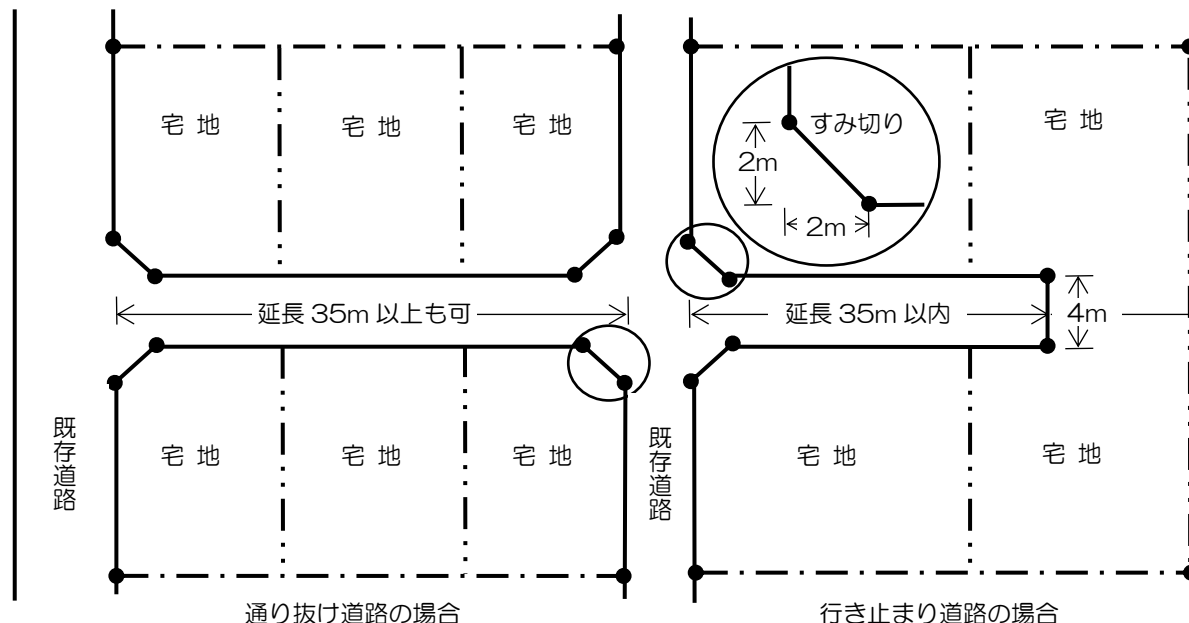 宅 地
宅 地
宅 地
宅 地
すみ切り
2m
2m
延長 35m 以上も可
延長 35m 以内
4m
既存道路
宅 地
宅 地
宅 地
既存道路
宅 地
宅 地
通り抜け道路の場合
行き止まり道路の場合